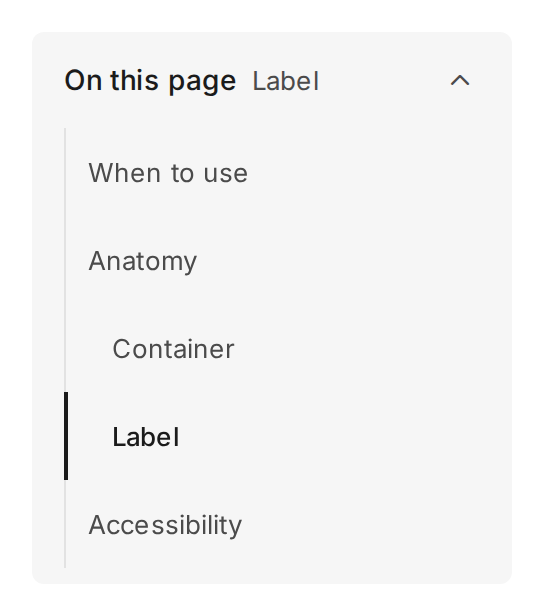 On this page Label
When to use
Anatomy
Container
Label
Accessibility